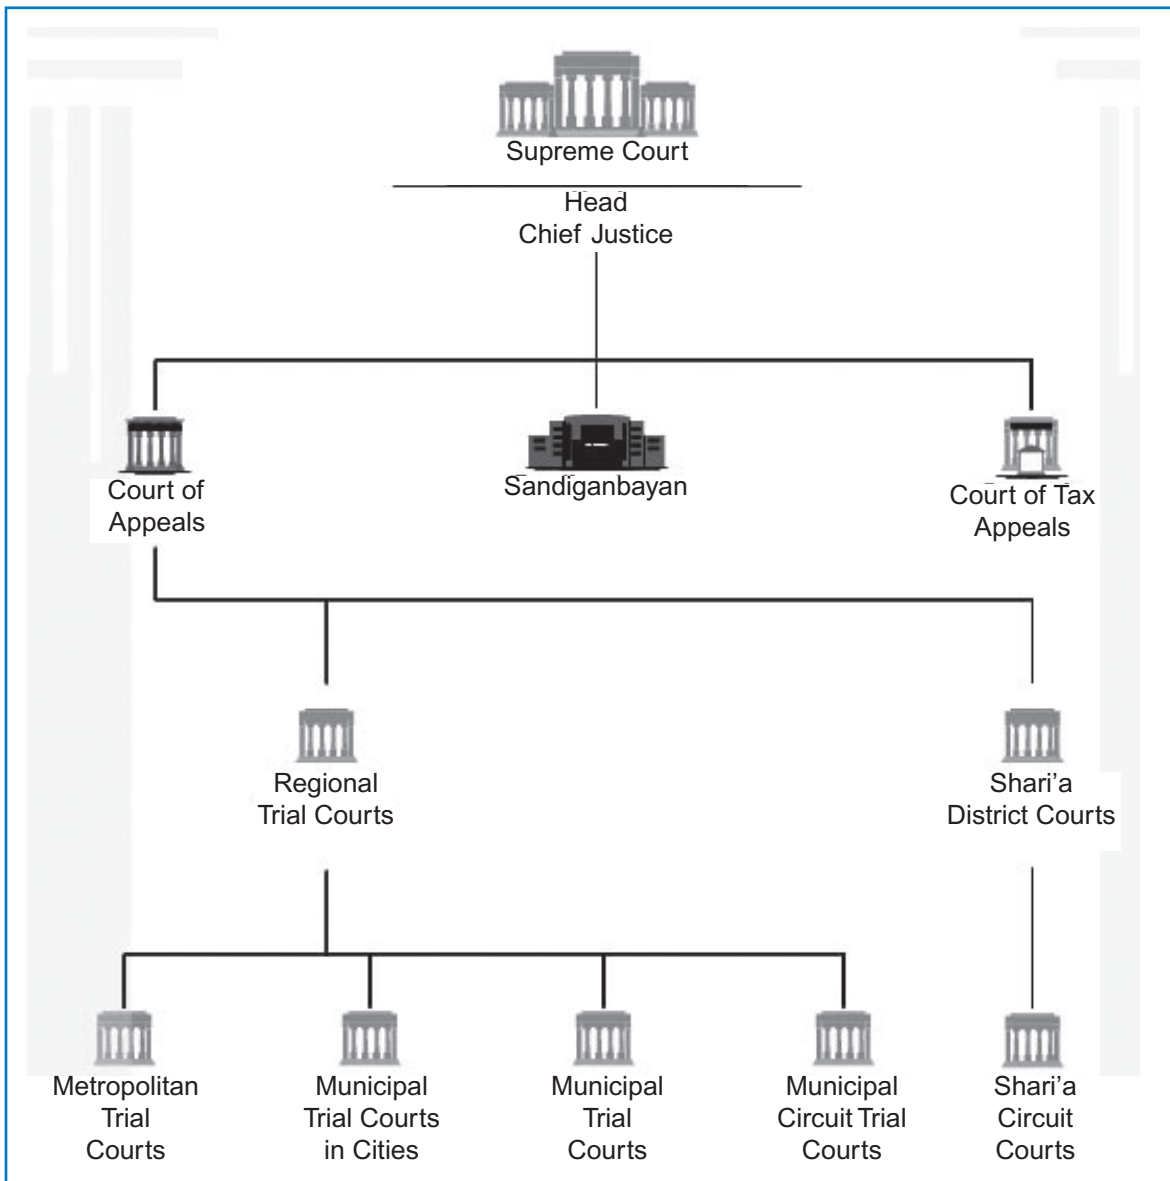 Supreme Court
Head
Chief Justice
Court of
Appeals
Sandiganbayan
Court of Tax
Appeals
Regional
Trial Courts
Shari’a
District Courts
Metropolitan
Trial
Courts
Municipal
Trial Courts
in Cities
Municipal
Trial
Courts
Municipal
Circuit Trial
Courts
Shari’a
Circuit
Courts